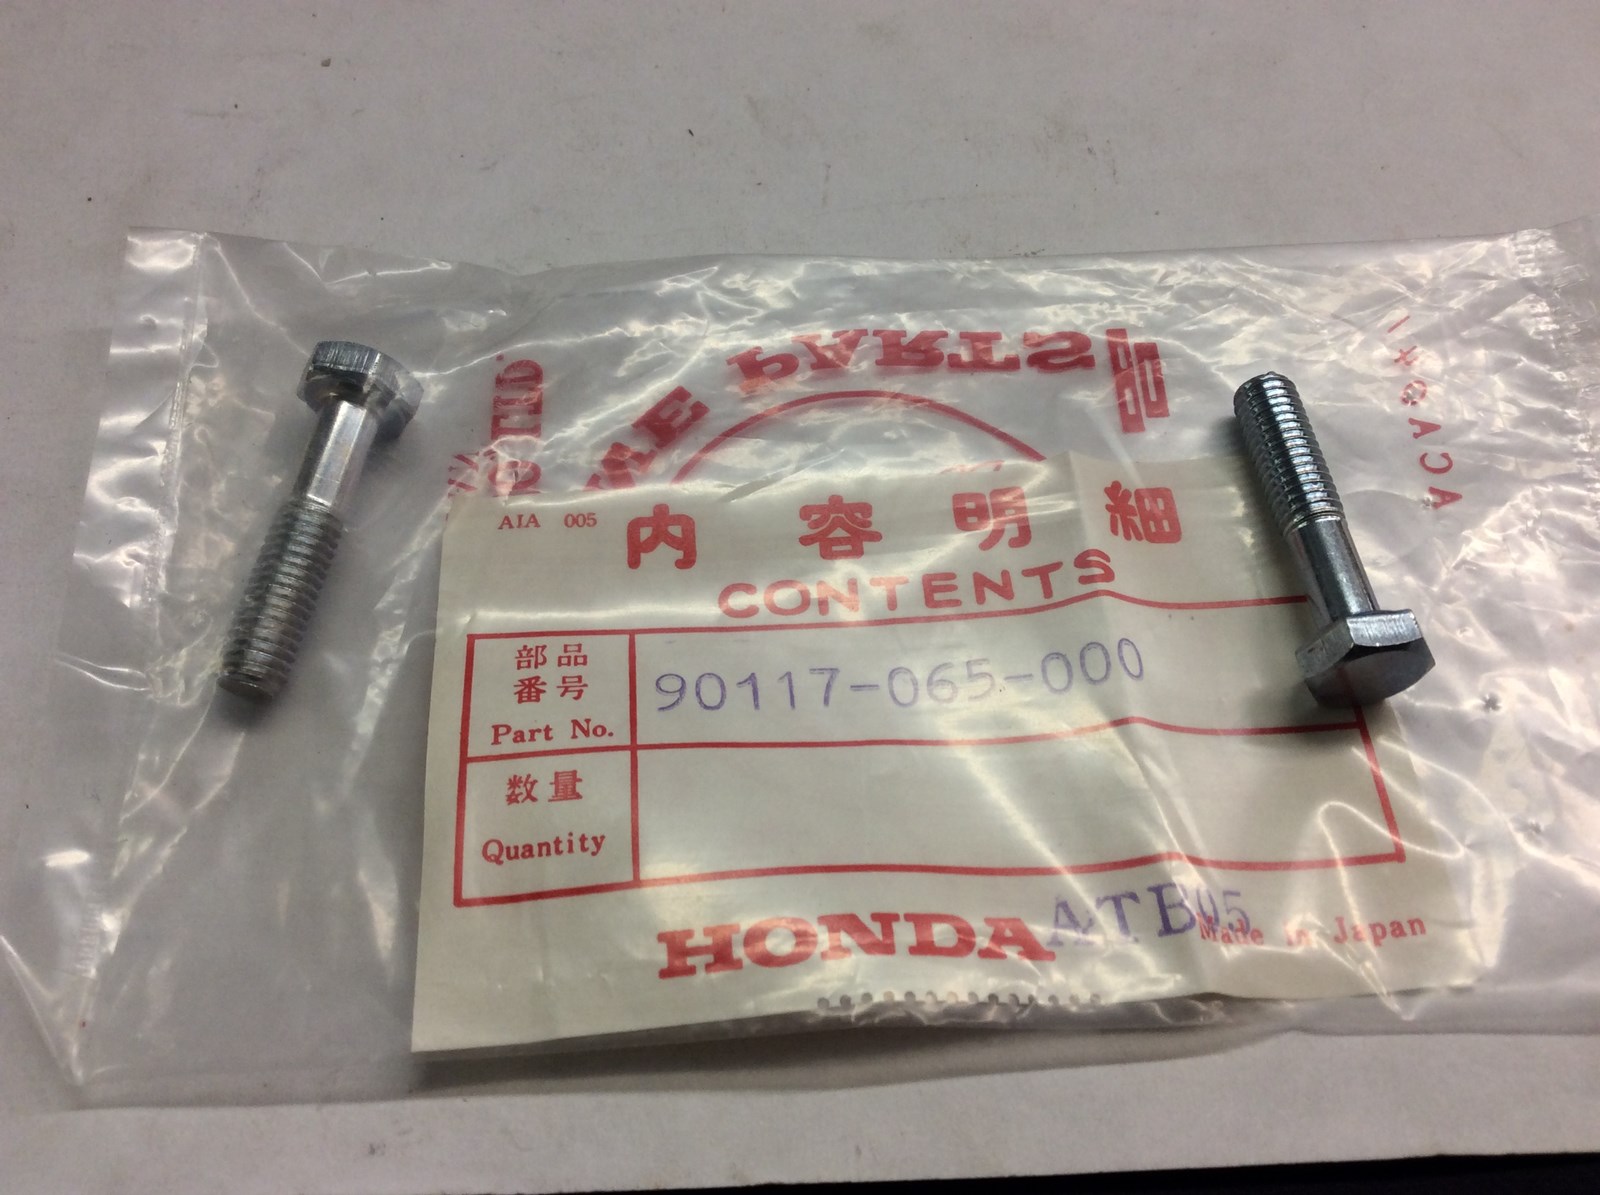 PARTS
AIA 005
内容明細
CONTENTS
部品
番号
Part No.
90117-065-000
数量
Quantity
HONDA
ATB05
Made in Japan